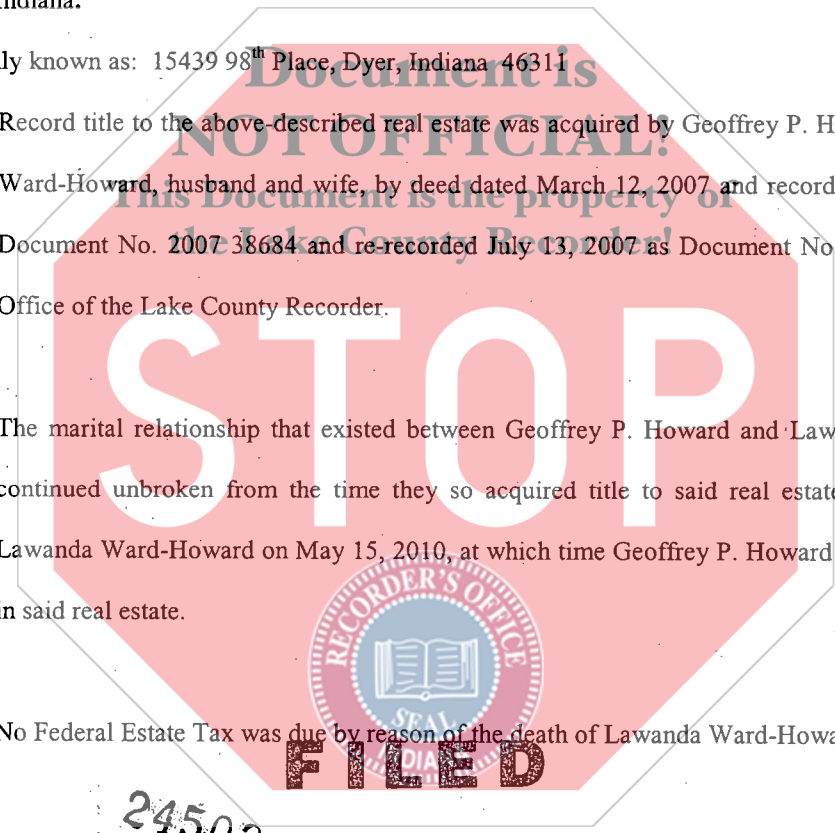 Indiana.
ly known as: 15439 98th Place, Dyer, Indiana 46311
Document is
Record title to the above-described real estate was acquired by Geoffrey P. H
NOT OFFICIAL!
Ward-Howard, husband and wife, by deed dated March 12, 2007 and record
This Document is the property of
Document No. 2007 38684 and re-recorded July 13, 2007 as Document No
the Lake County Recorder!
Office of the Lake County Recorder.
STOP
The marital relationship that existed between Geoffrey P. Howard and Law
continued unbroken from the time they so acquired title to said real estate
Lawanda Ward-Howard on May 15, 2010, at which time Geoffrey P. Howard
in said real estate.
RECORDER'S OFFICE
SEAL
No Federal Estate Tax was due by reason of the death of Lawanda Ward-Howa
FILED